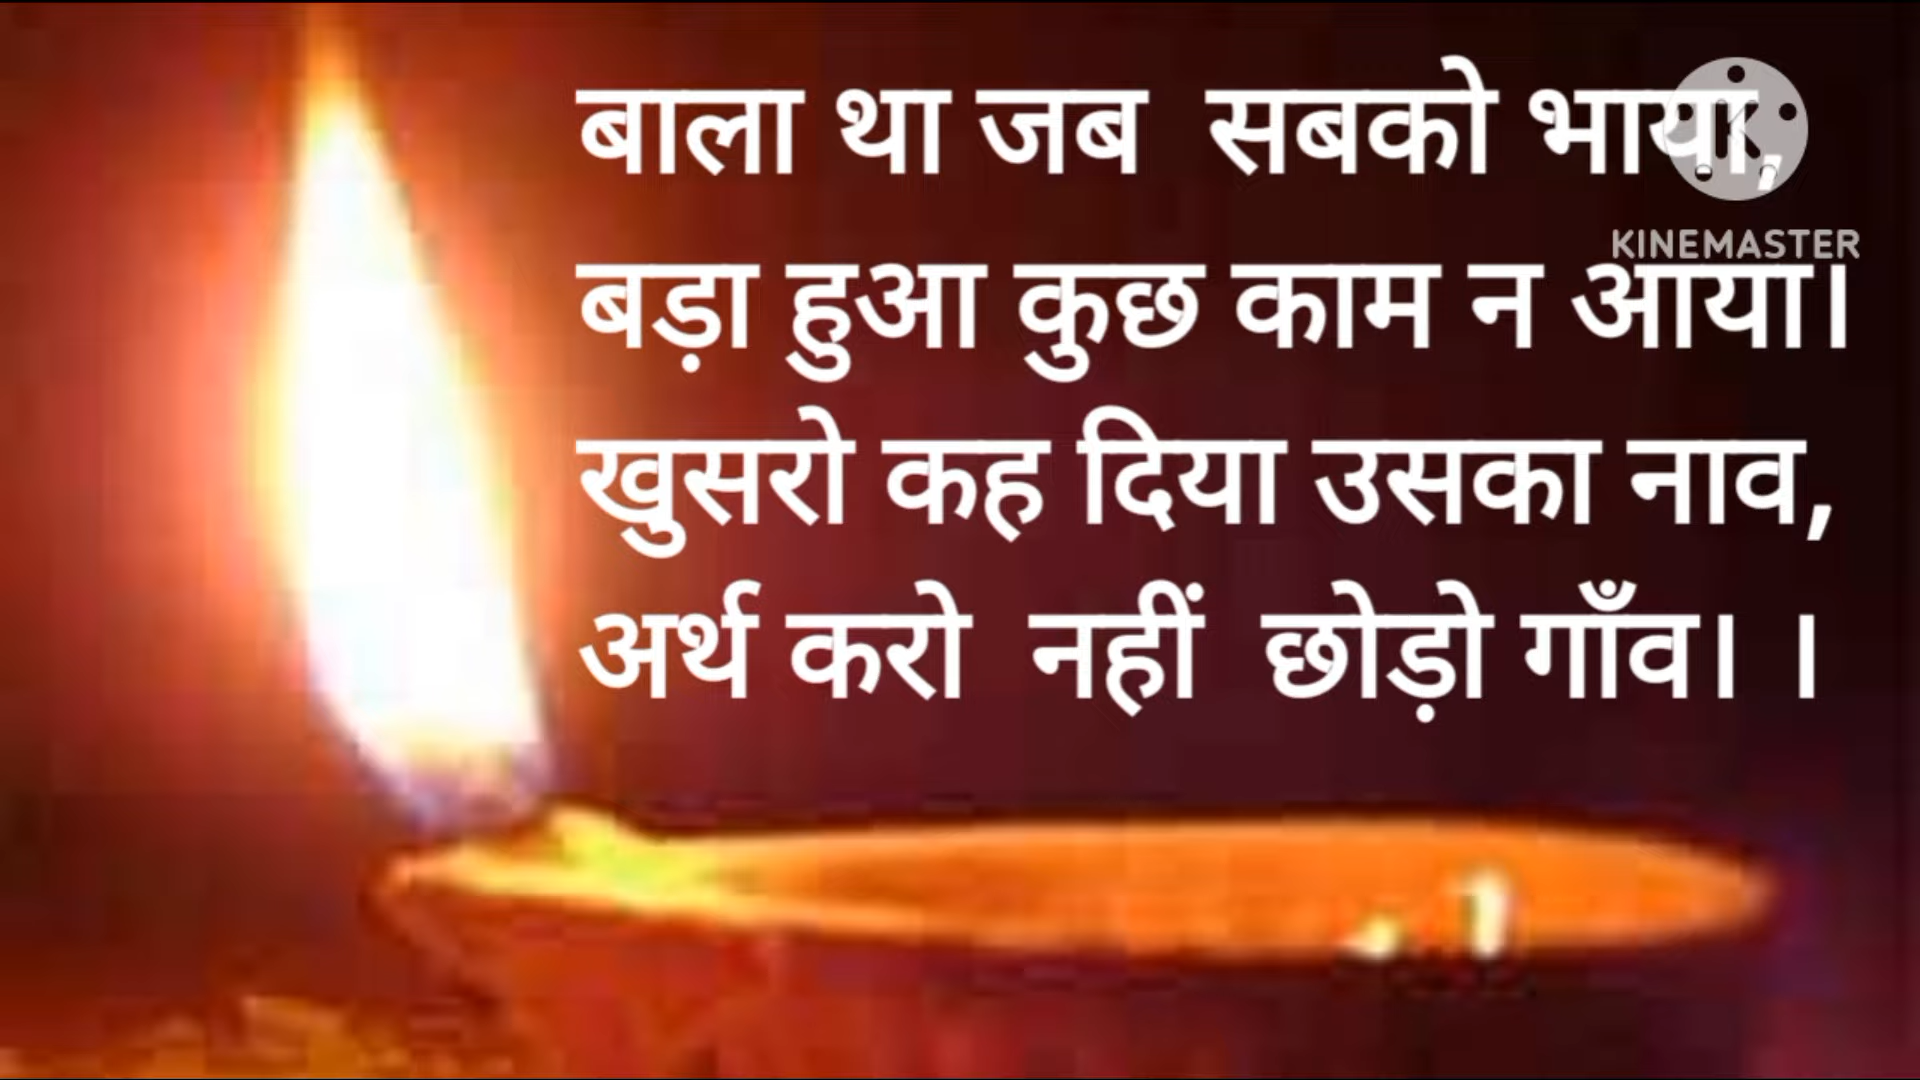 बाला था जब सबको भाया,
बड़ा हुआ कुछ काम न आया।
खुसरो कह दिया उसका नाव,
अर्थ करो नहीं छोड़ो गाँव। ।
K
KINEMASTER